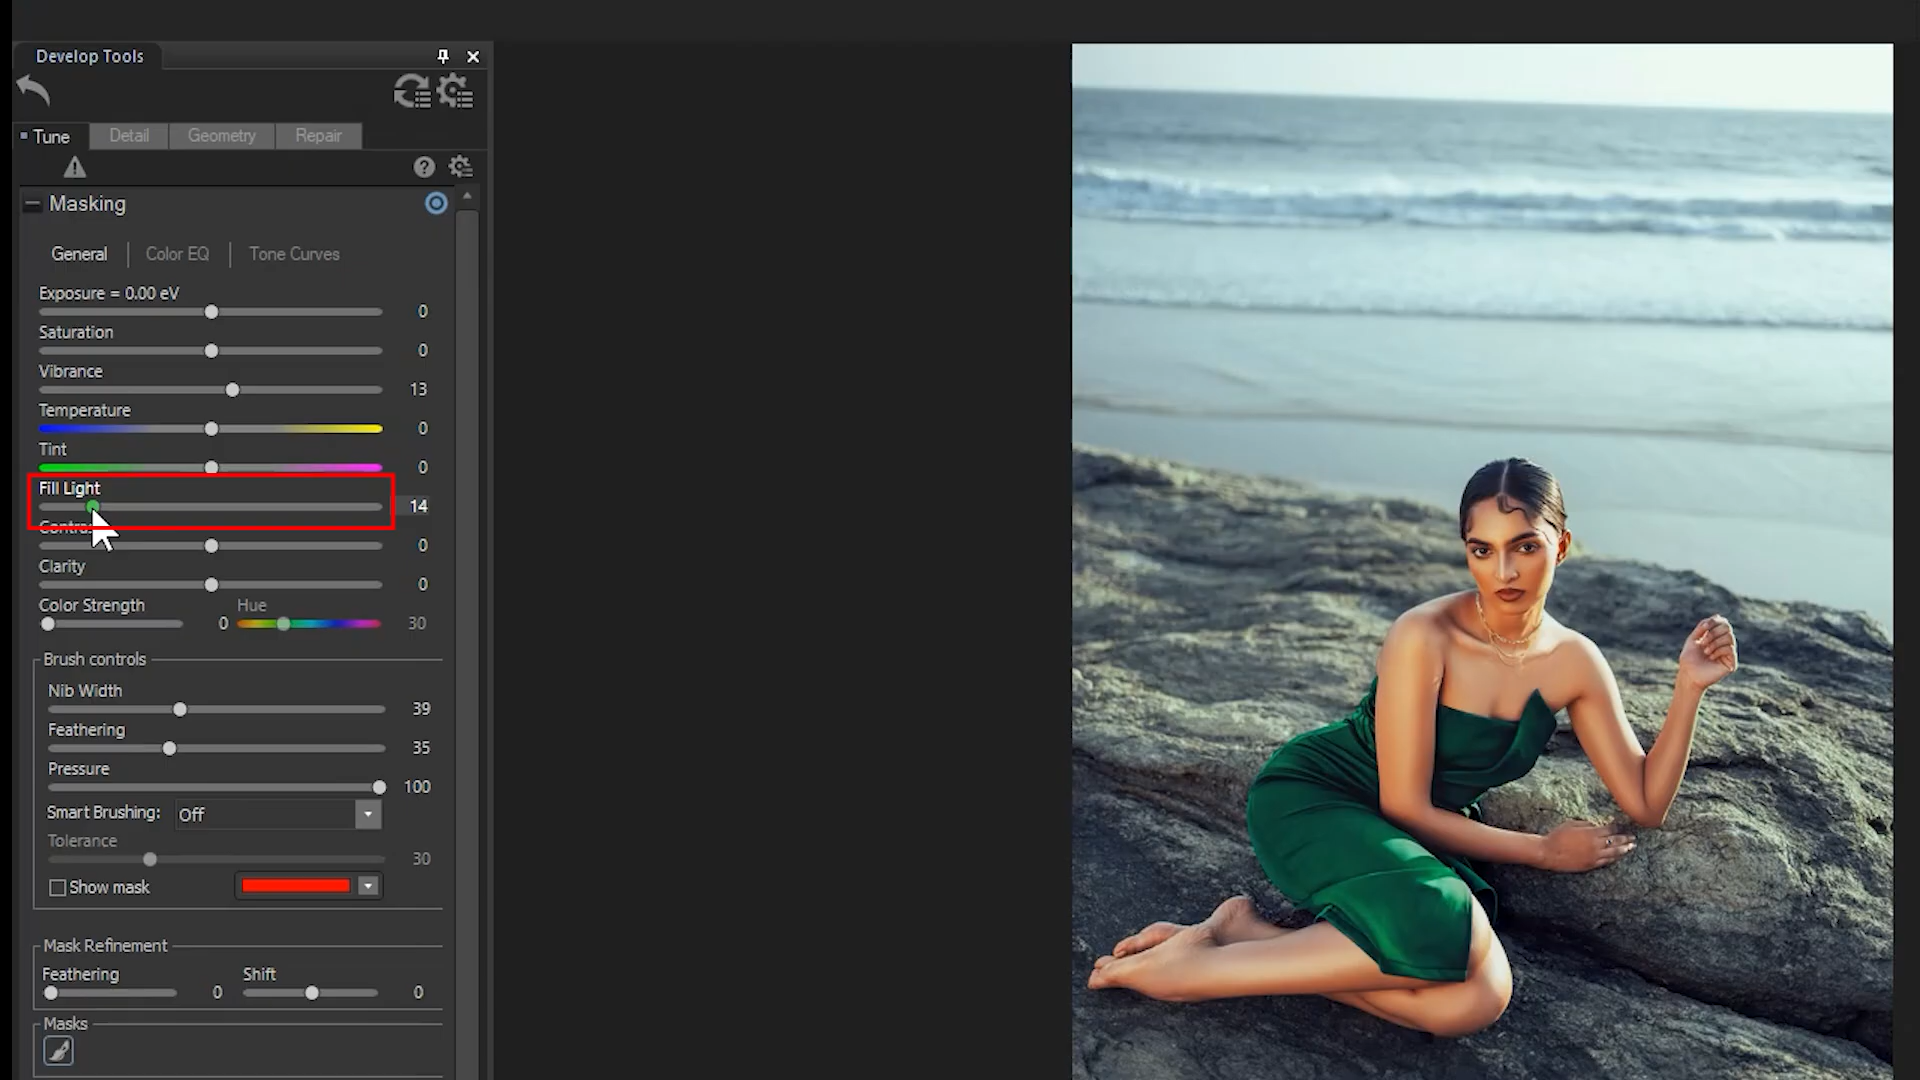 Develop Tools
Tune Detail Geometry Repair
Masking
General Color EQ Tone Curves
Exposure = 0.00 eV
0
Saturation
0
Vibrance
13
Temperature
0
Tint
0
Fill Light
14
0
Clarity
0
Color Strength Hue
0 30
Brush controls
Nib Width
39
Feathering
35
Pressure
100
Smart Brushing: Off
Tolerance
30
Show mask
Mask Refinement
Feathering Shift
0 0
Masks